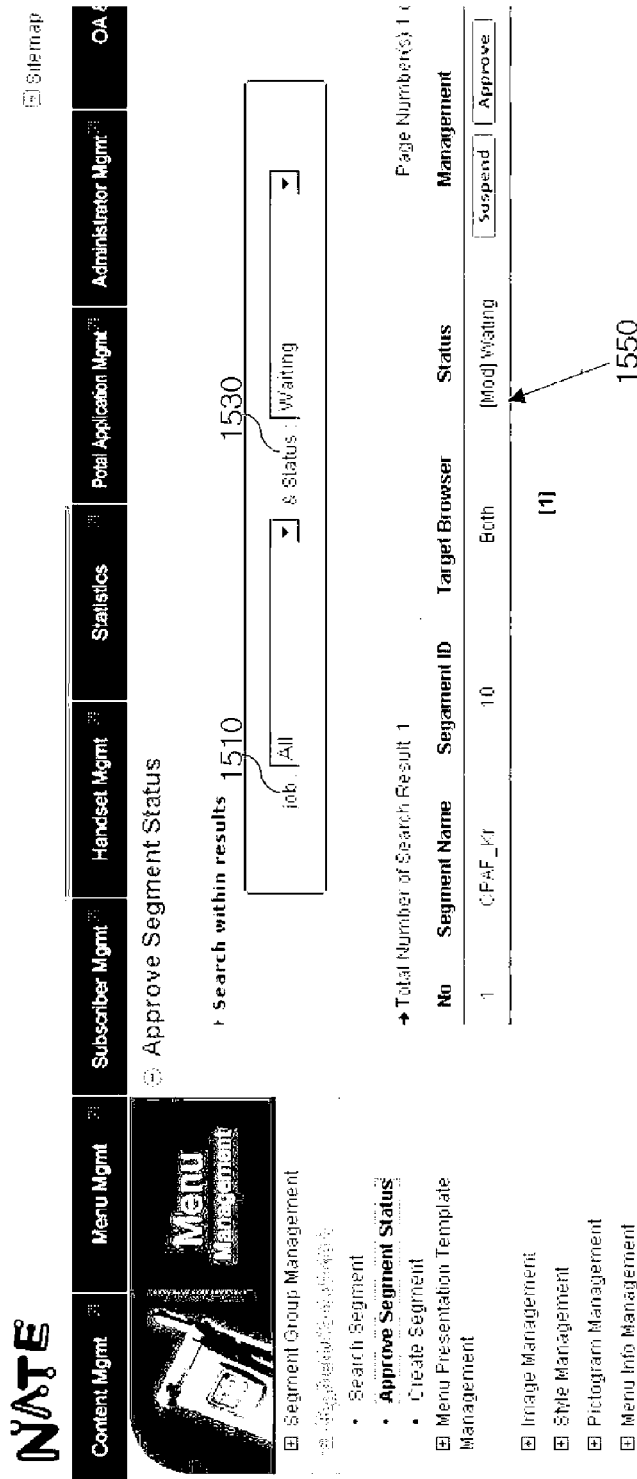 NATE
Sitemap
Content Mgmt Menu Mgmt Subscriber Mgmt Handset Mgmt Statistics Potal Application Mgmt Administrator Mgmt OA &
Menu
Management
Segment Group Management
• Search Segment
• Approve Segment Status
• Create Segment
Menu Presentation Template
Management
Image Management
Style Management
Pictogram Management
Menu Info Management
Approve Segment Status
Search within results
1510 1530
job : All & Status : Waiting
Total Number of Search Result 1 Page Number(s) 1
No Segment Name Segament ID Target Browser Status Management
1 10 Both [Mod] Waiting Suspend Approve
[1]
1550